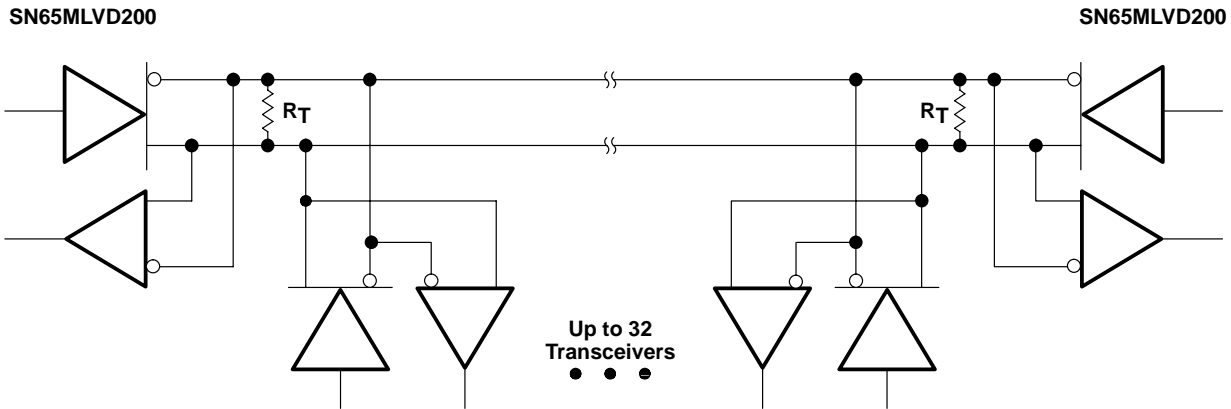 SN65MLVD200
SN65MLVD200
RT
RT
Up to 32
Transceivers